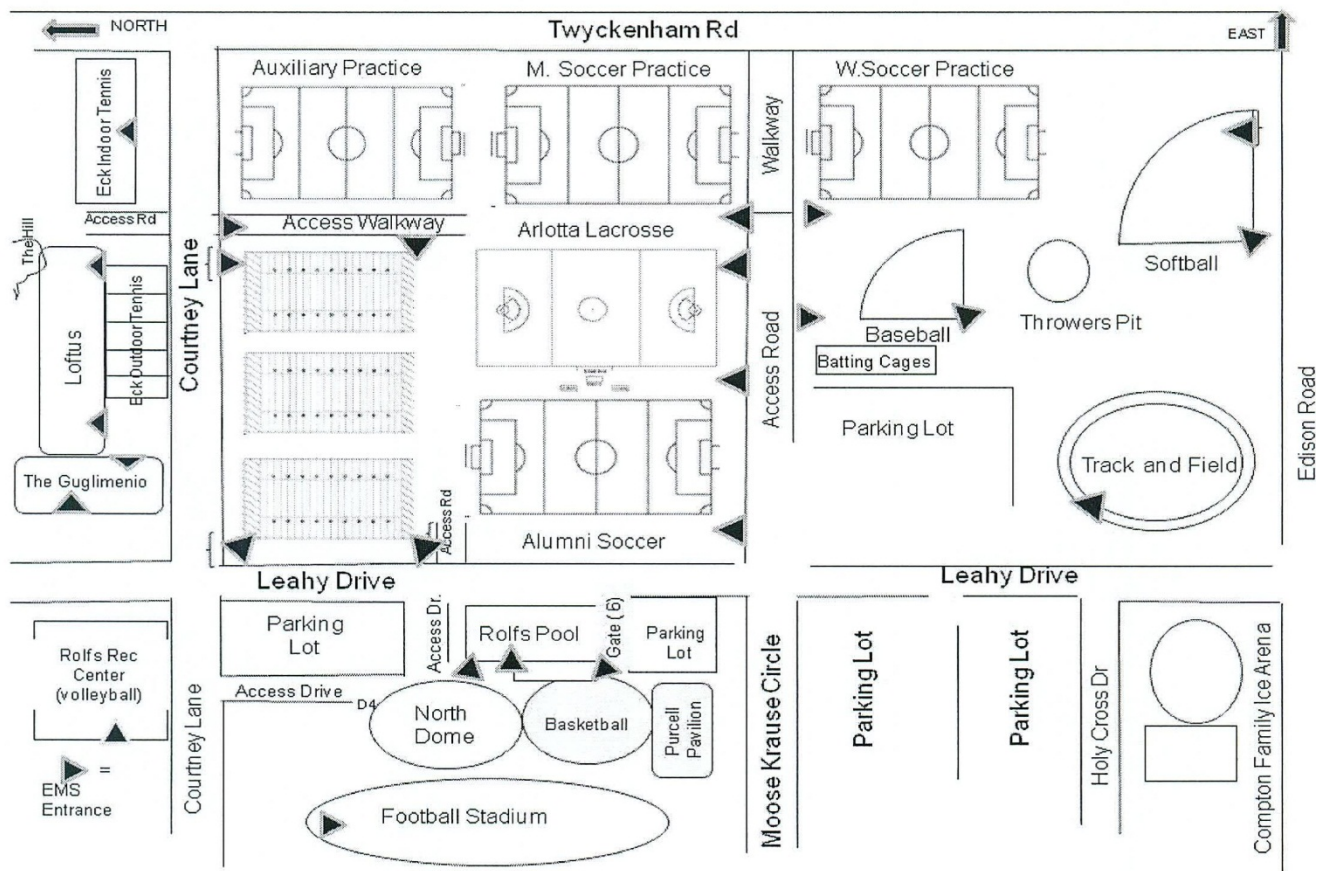 NORTH
Twyckenham Rd
EAST
Auxiliary Practice
M. Soccer Practice
W.Soccer Practice
Eck Indoor Tennis
Walkway
Access Rd
Access Walkway
Arlotta Lacrosse
The Hill
Courtney Lane
Softball
Loftus
Eck Outdoor Tennis
Access Road
Baseball
Throwers Pit
Batting Cages
Parking Lot
Edison Road
The Guglimenio
Track and Field
Access Rd
Alumni Soccer
Leahy Drive
Leahy Drive
Parking
Lot
Access Dr.
Rolfs Pool
Gate ( 6)
Parking
Lot
Rolfs Rec
Center
(volleyball)
Access Drive
D4
North
Dome
Basketball
Purcell
Pavilion
Moose Krause Circle
Parking Lot
Parking Lot
Holy Cross Dr
Compton Family Ice Arena
Courtney Lane
=
EMS
Entrance
Football Stadium